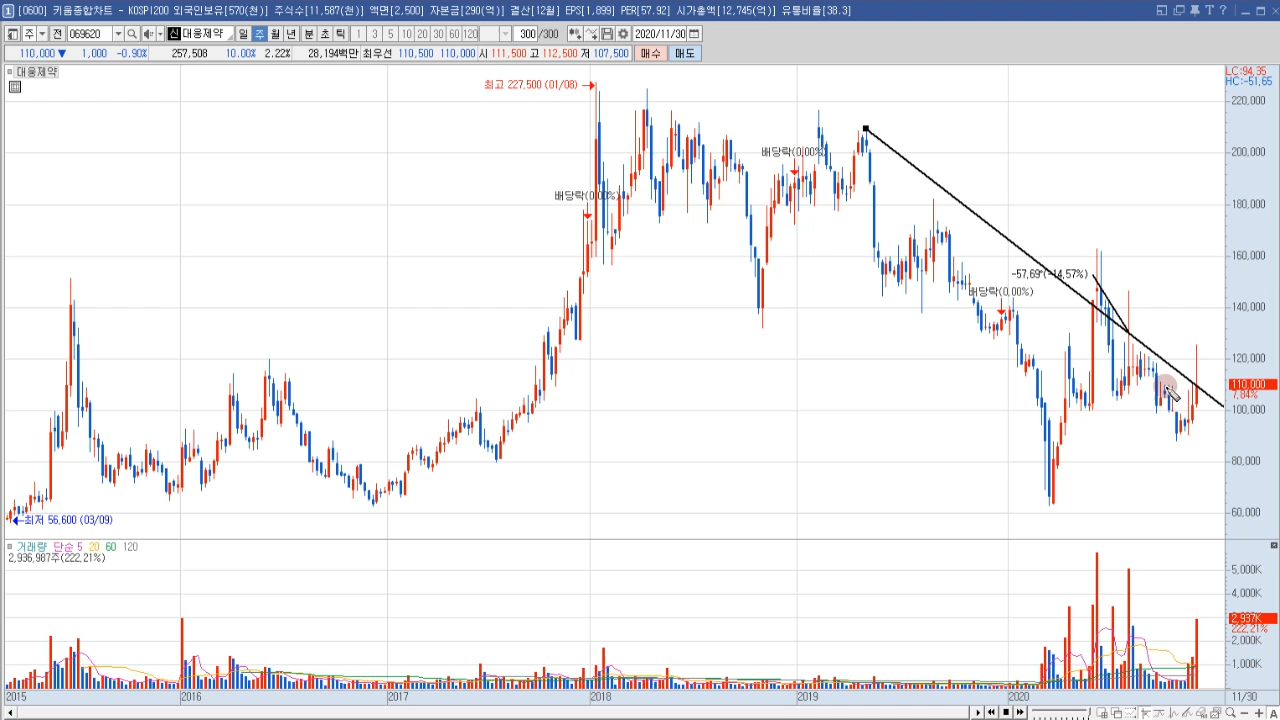 [0600] 키움종합차트 - KOSPI200 외국인보유[570(천)] 주식수[11,587(천)] 액면[2,500] 자본금[290(억)] 결산[12월] EPS[1,899] PER[57.92] 시가총액[12,745(억)] 유통비율[38.3]
주 전 069620 신 대웅제약 일 주 월 년 분 초 틱 1 3 5 10 20 30 60 120 300 /300 2020/11/30
110,000 ▼ 1,000 -0.90% 257,508 10.00% 2.22% 28,194백만 최우선 110,500 110,000 시 111,500 고 112,500 저 107,500 매수 매도
대웅제약
LC:94.35
HC:-51.65
최고 227,500 (01/08)
220,000
배당락(0.00%)
200,000
배당락(0.00%)
180,000
160,000
-57.69°(-14.57%)
배당락(0.00%)
140,000
120,000
110,000
7.84%
100,000
80,000
최저 56,600 (03/09)
60,000
거래량 단순 5 20 60 120
2,936,987주(222.21%)
5,000K
4,000K
2,937K
222.21%
2,000K
1,000K
2015 2016 2017 2018 2019 2020 11/30